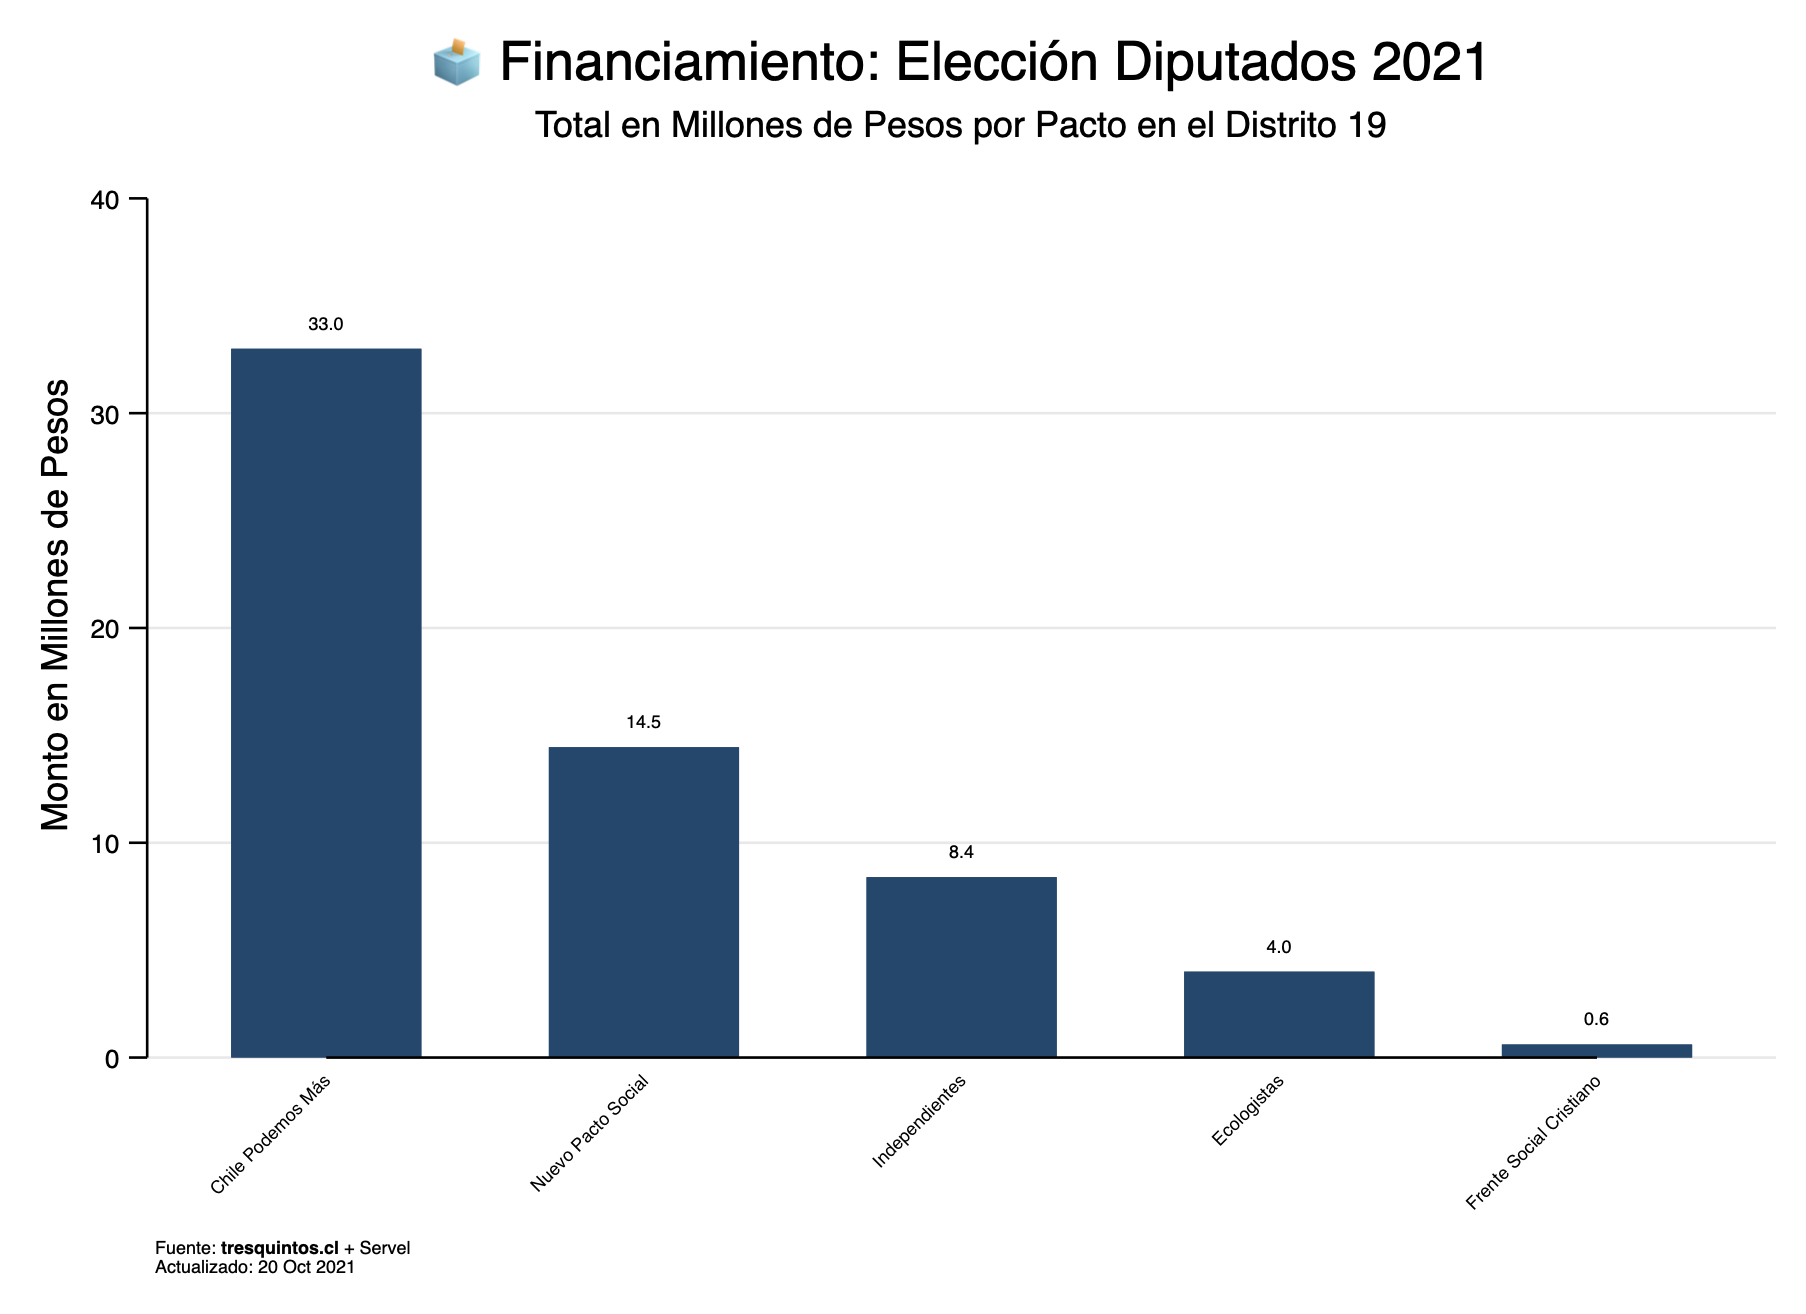 Financiamiento: Elección Diputados 2021
Total en Millones de Pesos por Pacto en el Distrito 19
Monto en Millones de Pesos
40
30
20
10
0
33.0
14.5
8.4
4.0
0.6
Chile Podemos Más
Nuevo Pacto Social
Independientes
Ecologistas
Frente Social Cristiano
Fuente: tresquintos.cl + Servel
Actualizado: 20 Oct 2021